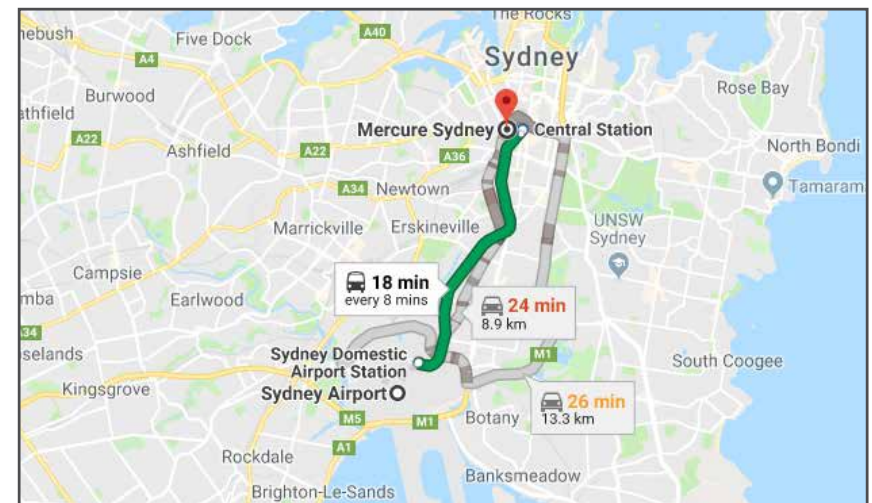 The Rocks
nebush
Five Dock
A40
A4
Sydney
Rose Bay
Burwood
athfield
Mercure Sydney
Central Station
A22
Ashfield
A22
A36
North Bondi
A34
Newtown
Tamaram
Marrickville
Erskineville
UNSW
Sydney
18 min
every 8 mins
Campsie
mba
Earlwood
24 min
8.9 km
34
selands
Sydney Domestic
Airport Station
M1
South Coogee
Kingsgrove
Sydney Airport
26 min
13.3 km
M5
M1
Botany
A1
Rockdale
Banksmeadow
Brighton-Le-Sands